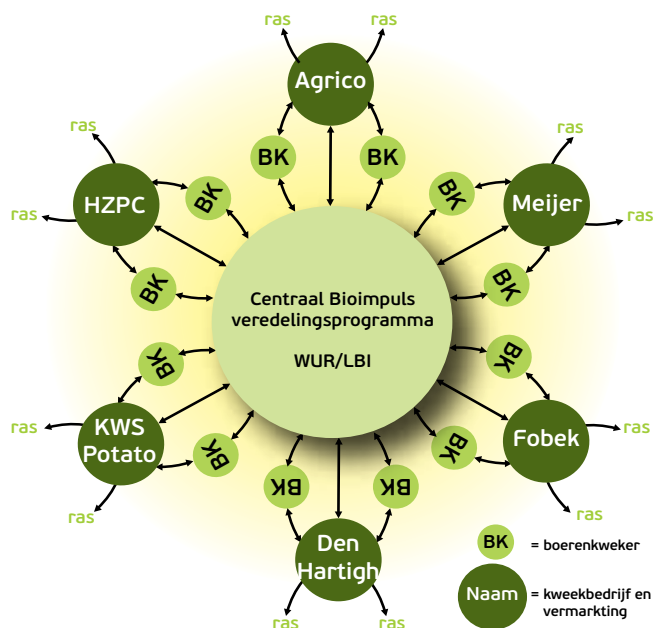 ras
ras
Agrico
BK
BK
ras
ras
HZPC
BK
BK
ras
ras
Meijer
BK
BK
Centraal Bioimpuls
veredelingsprogramma
WUR/LBI
ras
ras
KWS
Potato
BK
BK
ras
ras
Fobek
BK
BK
BK
BK
Den
Hartigh
ras
ras
BK
= boerenkweker
Naam
= kweekbedrijf en
vermarkting